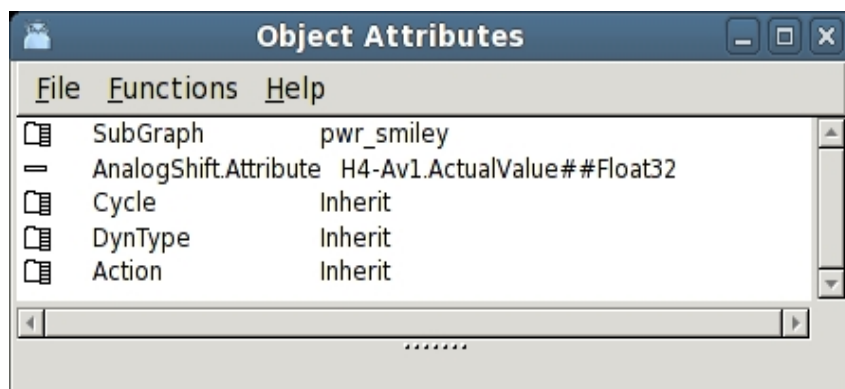 Object Attributes
File Functions Help
SubGraph pwr_smiley
AnalogShift.Attribute H4-Av1.ActualValue##Float32
Cycle Inherit
DynType Inherit
Action Inherit